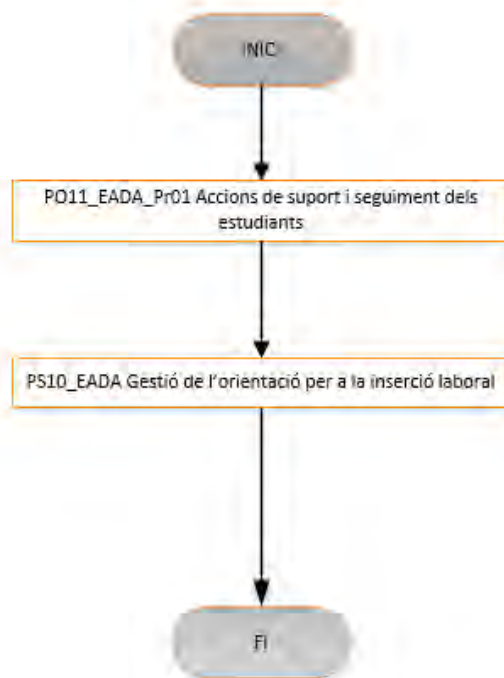 INIC
PO11_EADA_Pr01 Accions de suport i seguiment dels
estudiants
PS10_EADA Gestió de l'orientació per a la inserció laboral
FI